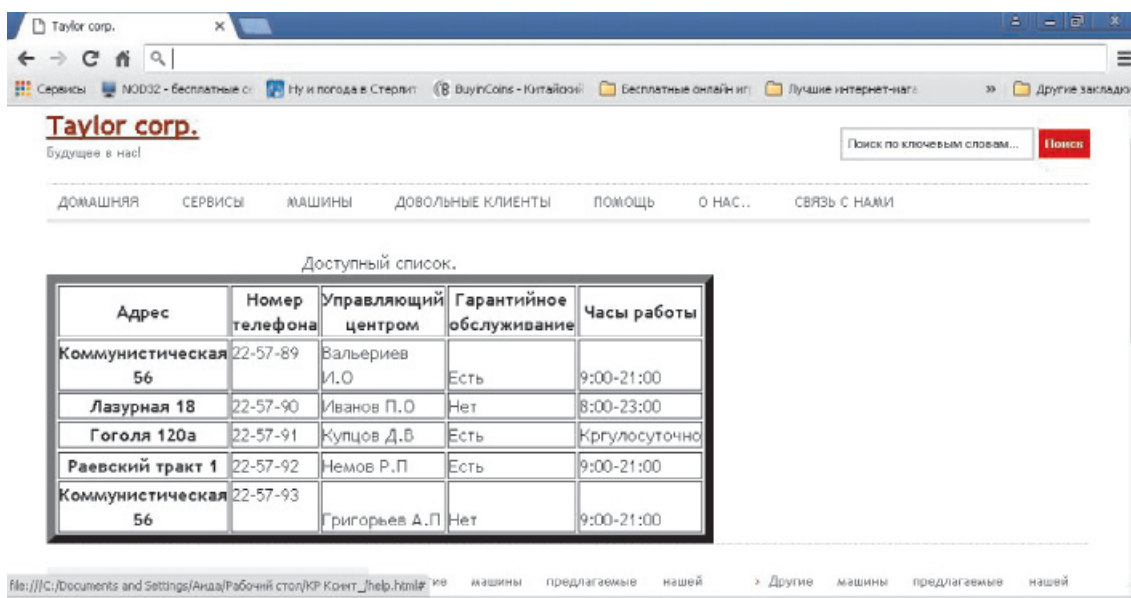 Taylor corp.
Сервисы NOD32 - бесплатные Ну и погода в Стерлит BuyinCoins - Китайский Бесплатные онлайн иг Лучшие интернет-мага » Другие закладко
Taylor corp.
Будущее в нас!
Поиск по ключевым словам... Поиск
ДОМАШНЯЯ СЕРВИСЫ МАШИНЫ ДОВОЛЬНЫЕ КЛИЕНТЫ ПОМОЩЬ О НАС.. СВЯЗЬ С НАМИ
Доступный список.
Адрес Номер телефона Управляющий центром Гарантийное обслуживание Часы работы
Коммунистическая 56 22-57-89 Вальериев И.О Есть 9:00-21:00
Лазурная 18 22-57-90 Иванов П.О Нет 8:00-23:00
Гоголя 120а 22-57-91 Купцов Д.В Есть Кргулосуточно
Раевский тракт 1 22-57-92 Немов Р.П Есть 9:00-21:00
Коммунистическая 56 22-57-93 Григорьев А.П Нет 9:00-21:00
file:///C:/Documents and Settings/Аида/Рабочий стол/КР Конт_/help.html# машины предлагаемые нашей › Другие машины предлагаемые нашей